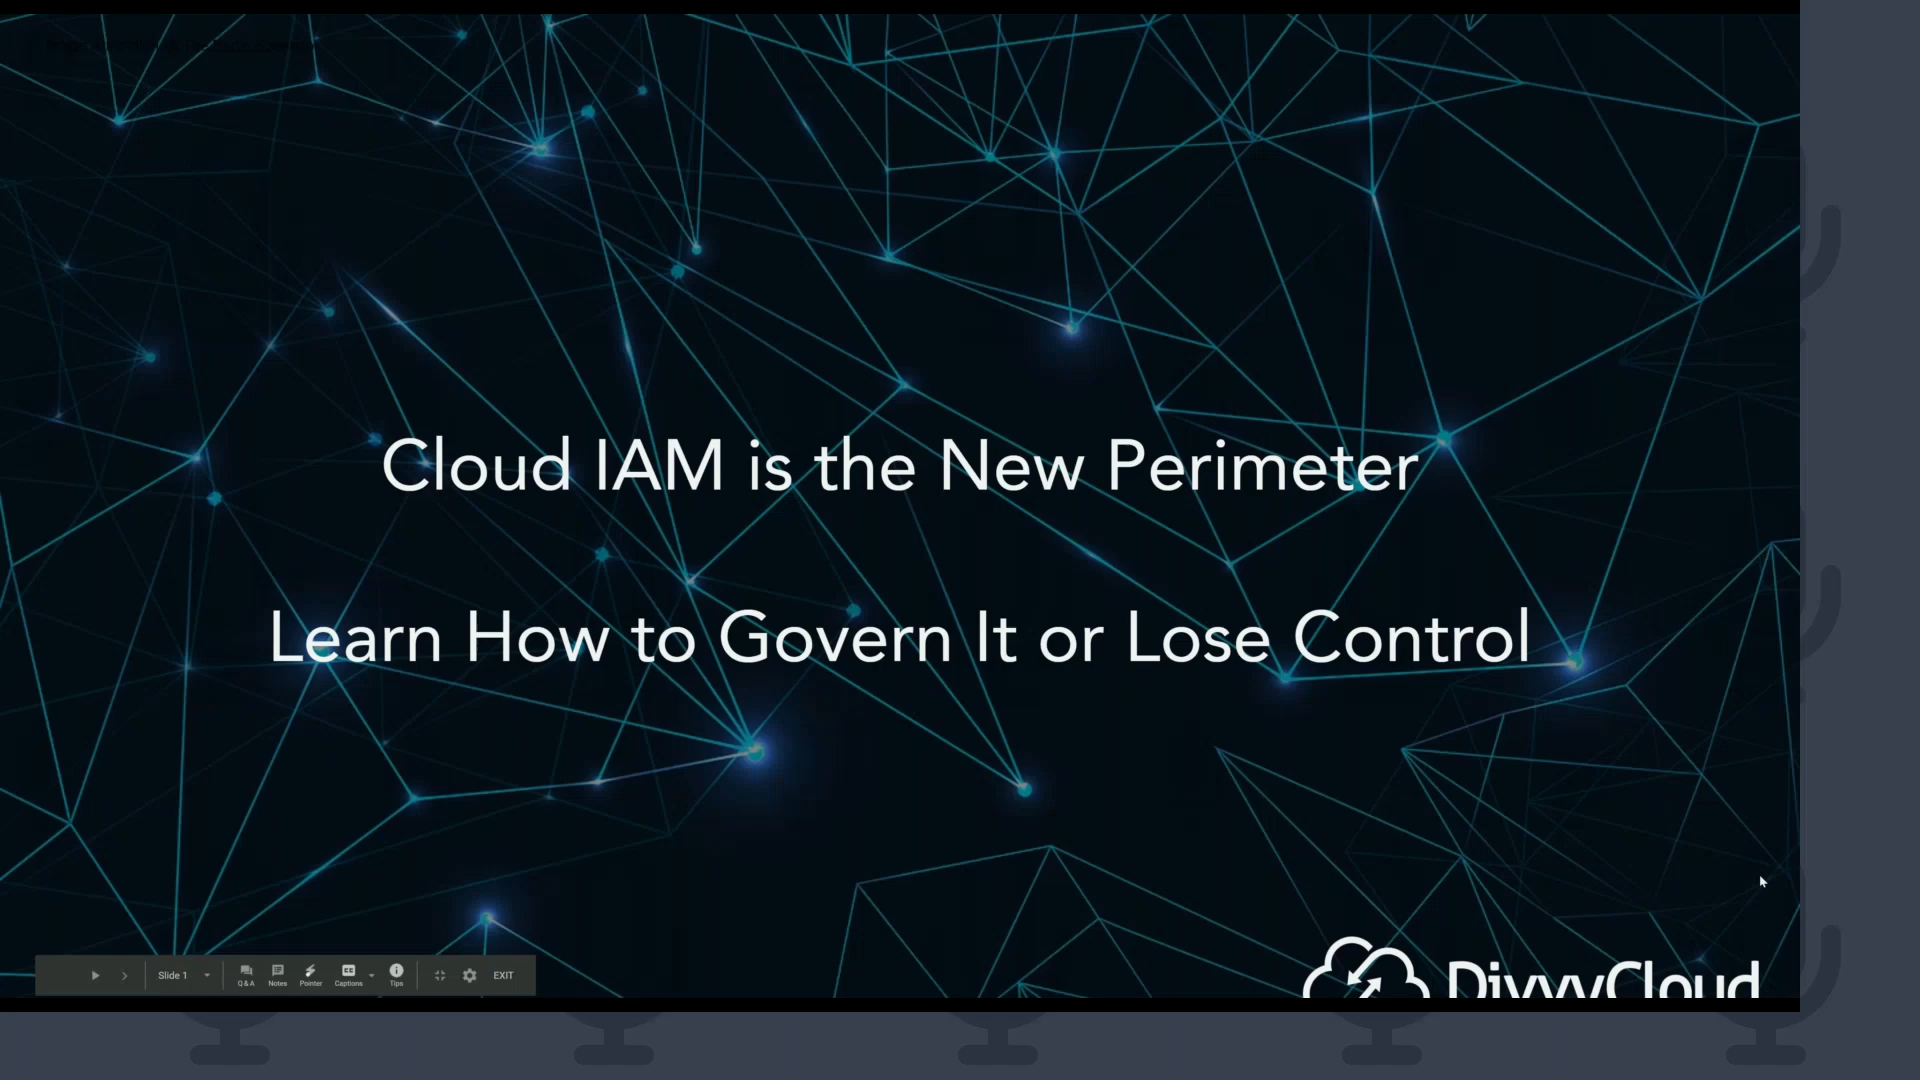 Cloud IAM is the New Perimeter
Learn How to Govern It or Lose Control
DivvyCloud
Slide 1
Q & A
Notes
Pointer
CC
Captions
Tips
EXIT